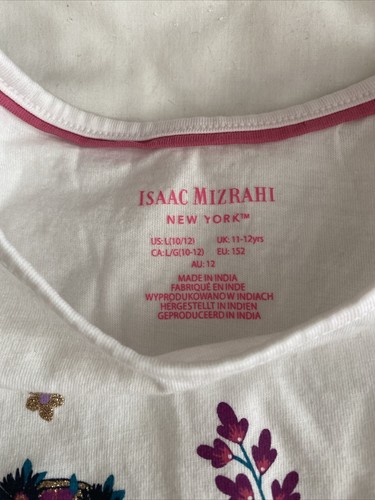 ISAAC MIZRAHI
NEW YORK™
US: L(10/12) UK: 11-12yrs
CA: L/G(10-12) EU: 152
AU: 12
MADE IN INDIA
FABRIQUÉ EN INDE
WYPRODUKOWANO W INDIACH
HERGESTELLT IN INDIEN
GEPRODUCEERD IN INDIA